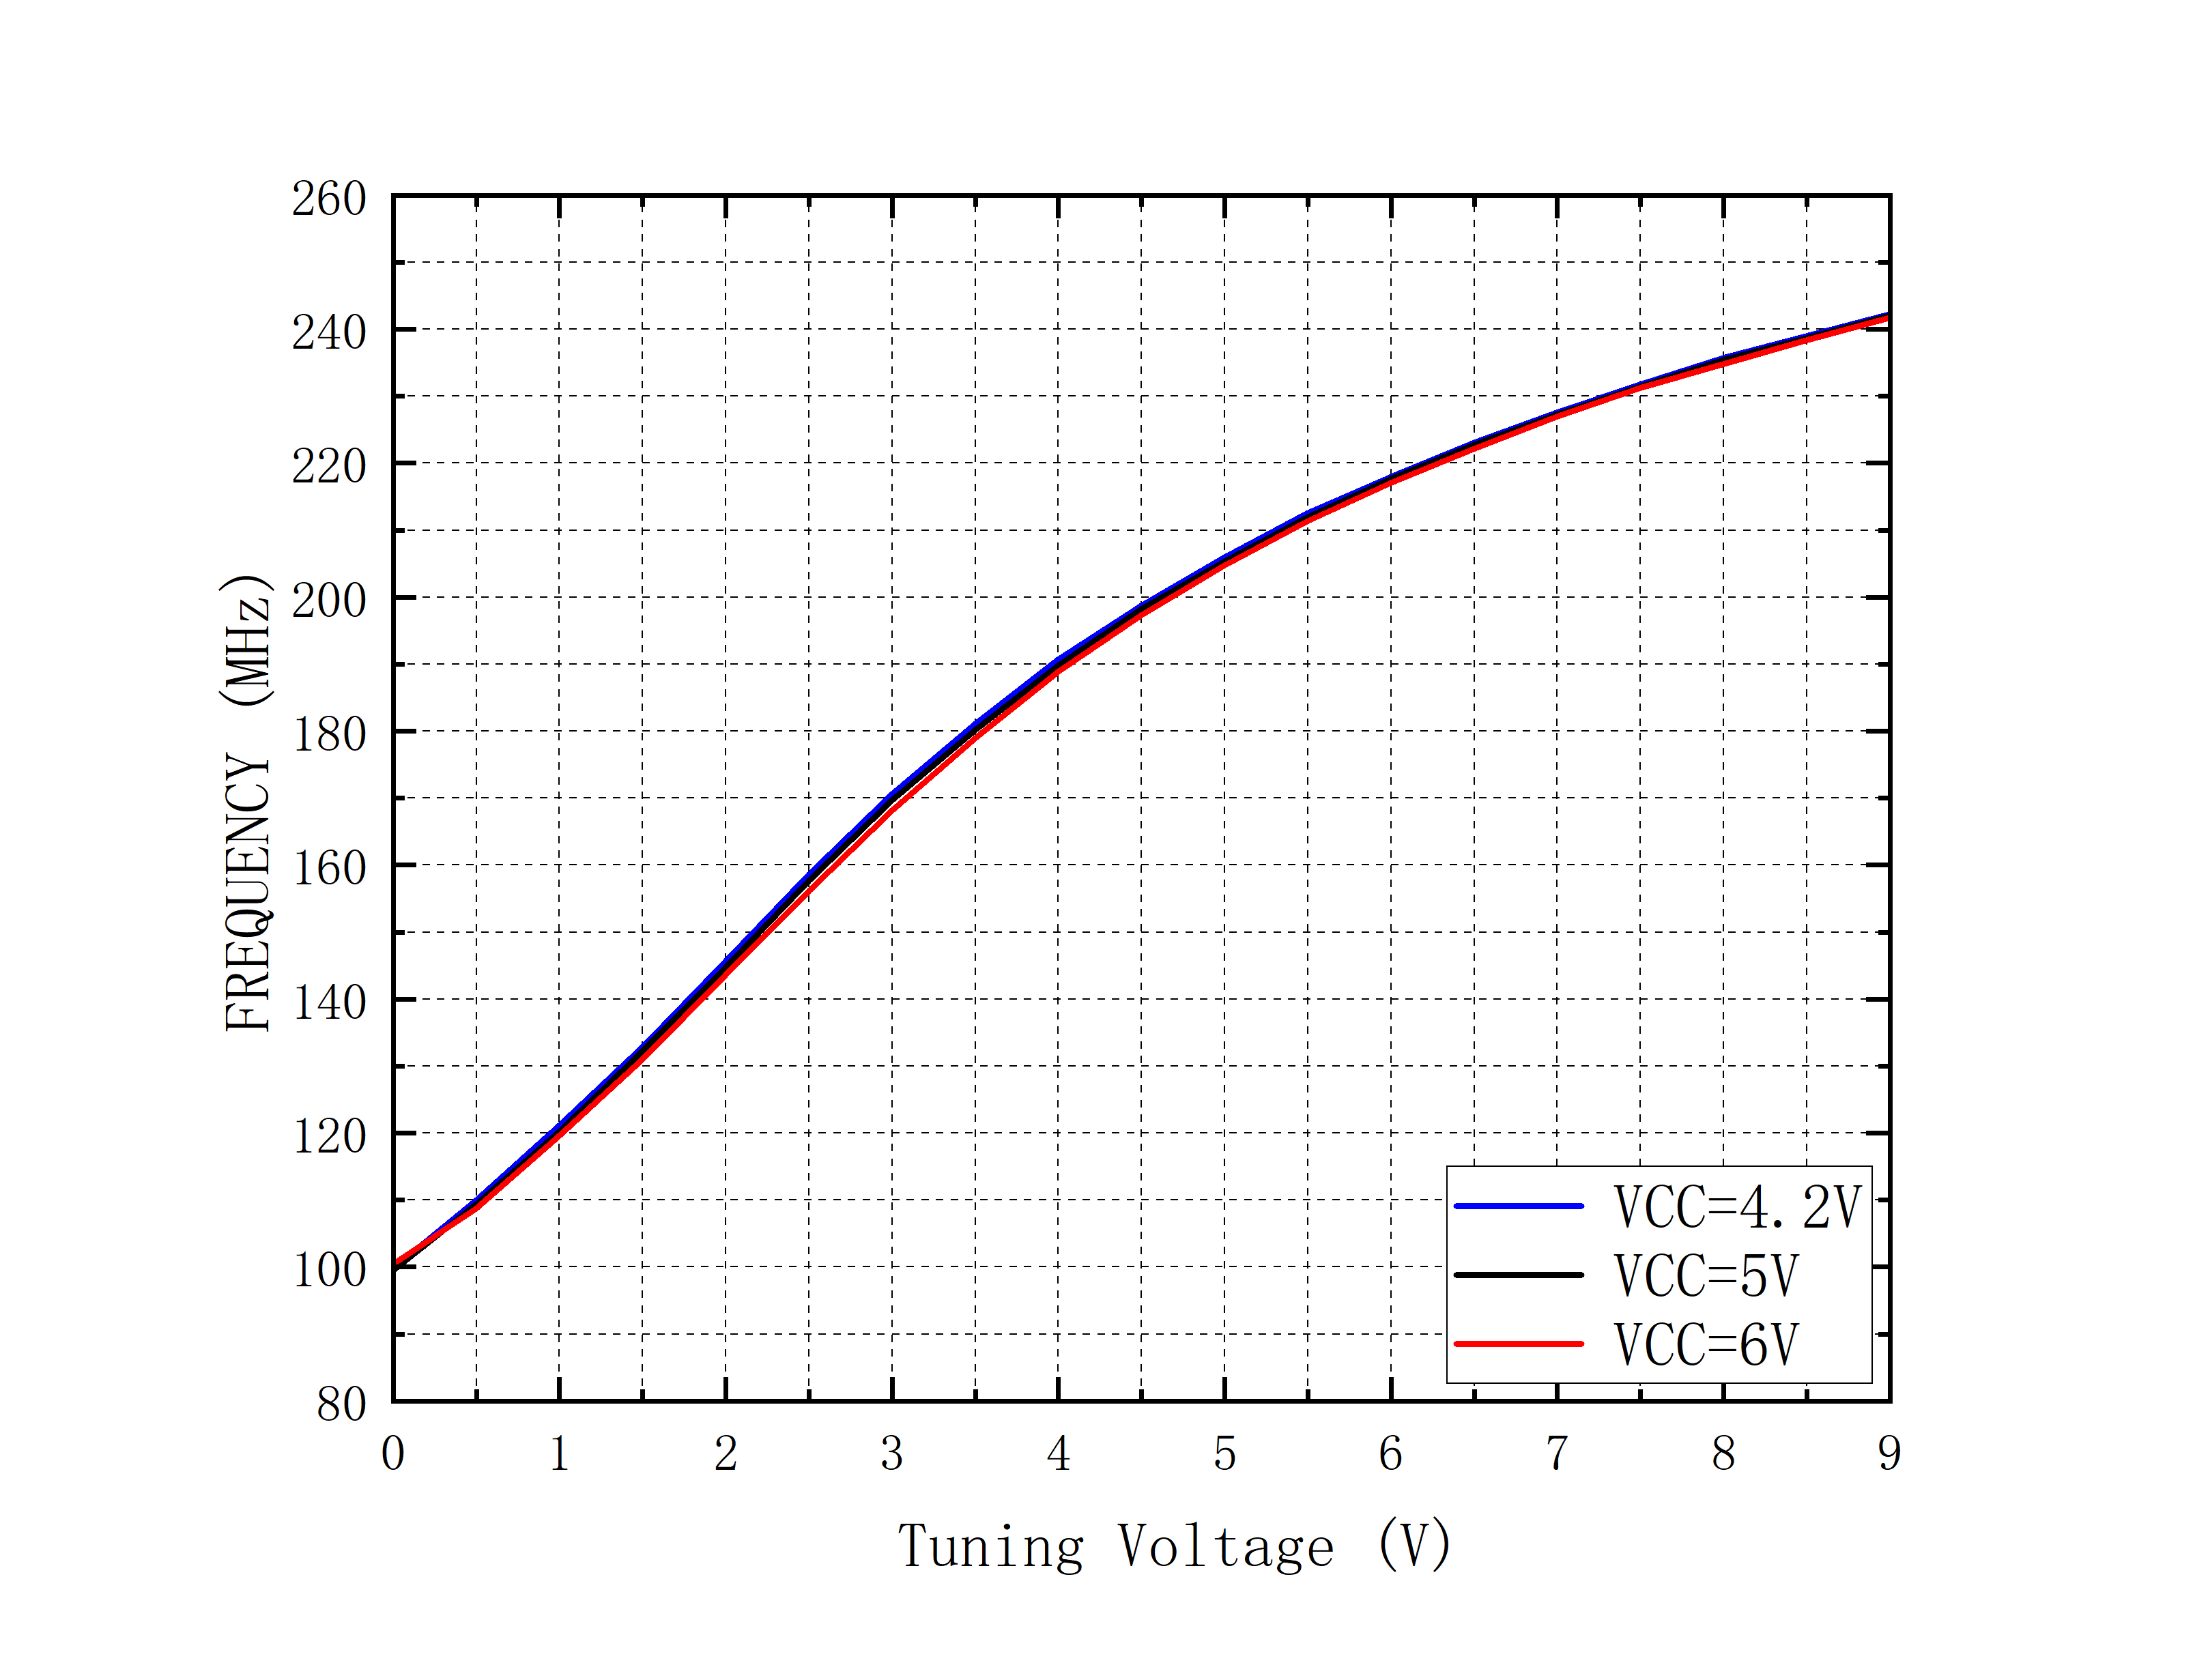 260
240
220
200
180
160
140
120
100
80
FREQUENCY (MHz)
VCC=4.2V
VCC=5V
VCC=6V
0 1 2 3 4 5 6 7 8 9
Tuning Voltage (V)